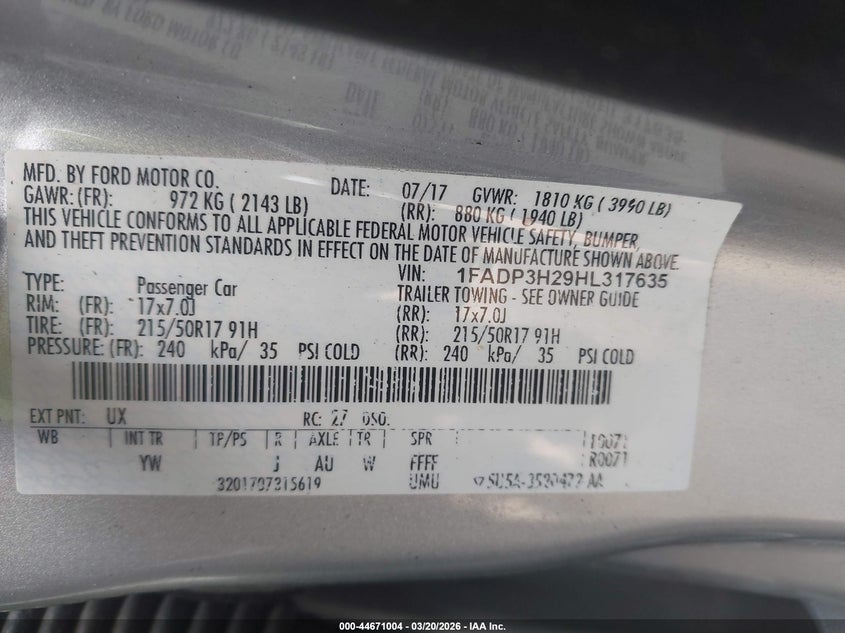 MFD. BY FORD MOTOR CO. DATE: 07/17 GVWR: 1810 KG ( 3990 LB)
GAWR: (FR): 972 KG ( 2143 LB) (RR): 880 KG ( 1940 LB)
THIS VEHICLE CONFORMS TO ALL APPLICABLE FEDERAL MOTOR VEHICLE SAFETY, BUMPER,
AND THEFT PREVENTION STANDARDS IN EFFECT ON THE DATE OF MANUFACTURE SHOWN ABOVE.
VIN: 1FADP3H29HL317635
TYPE: Passenger Car TRAILER TOWING - SEE OWNER GUIDE
RIM: (FR): 17x7.0J (RR): 17x7.0J
TIRE: (FR): 215/50R17 91H (RR): 215/50R17 91H
PRESSURE: (FR): 240 kPa/ 35 PSI COLD (RR): 240 kPa/ 35 PSI COLD
EXT PNT: UX RC: 27 DSO:
WB INT TR TP/PS R AXLE TR SPR 10071
YW J AU W FFFF R0071
3201707315619 UMU
000-44671004 - 03/20/2026 - IAA Inc.